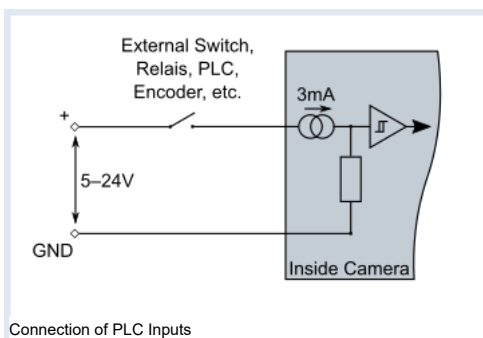 External Switch,
Relais, PLC,
Encoder, etc.
3mA
+
5–24V
GND
Inside Camera
Connection of PLC Inputs